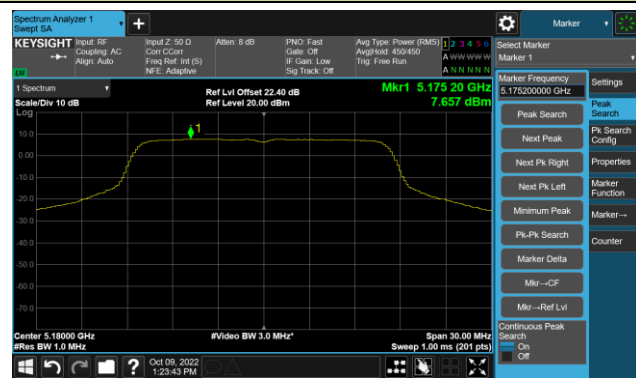 Spectrum Analyzer 1
Swept SA
Marker
KEYSIGHT
Input: RF
Coupling: AC
Align: Auto
Input Z: 50 Ω
Corr CCorr
Freq Ref: Int (S)
NFE: Adaptive
Atten: 8 dB
PNO: Fast
Gate: Off
IF Gain: Low
Sig Track: Off
Avg Type: Power (RMS)
Avg|Hold: 450/450
Trig: Free Run
1 2 3 4 5 6
A W W W W W
A N N N N N
LW
Select Marker
Marker 1
Marker Frequency
5.175200000 GHz
Settings
Peak Search
Next Peak
Next Pk Right
Next Pk Left
Minimum Peak
Pk-Pk Search
Marker Delta
Mkr→CF
Mkr→Ref Lvl
Continuous Peak
Search
On
Off
Peak
Search
Pk Search
Config
Properties
Marker
Function
Marker→
Counter
1 Spectrum
Scale/Div 10 dB
Log
Ref Lvl Offset 22.40 dB
Ref Level 20.00 dBm
Mkr1 5.175 20 GHz
7.657 dBm
1
10.0
0.00
-10.0
-20.0
-30.0
-40.0
-50.0
-60.0
-70.0
Center 5.18000 GHz
#Res BW 1.0 MHz
#Video BW 3.0 MHz*
Span 30.00 MHz
Sweep 1.00 ms (201 pts)
?
Oct 09, 2022
1:23:43 PM